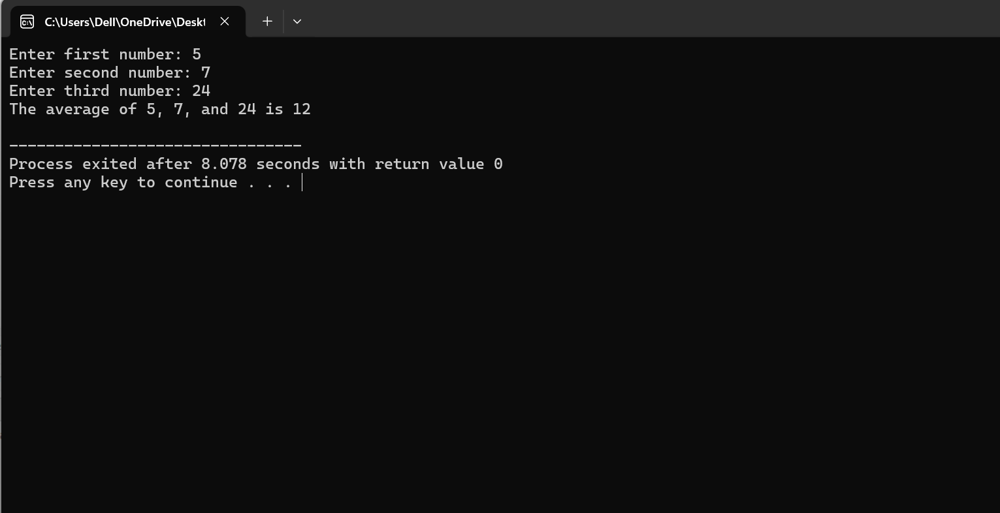 C:\Users\Dell\OneDrive\Deskt
Enter first number: 5
Enter second number: 7
Enter third number: 24
The average of 5, 7, and 24 is 12
--------------------------------
Process exited after 8.078 seconds with return value 0
Press any key to continue . . .